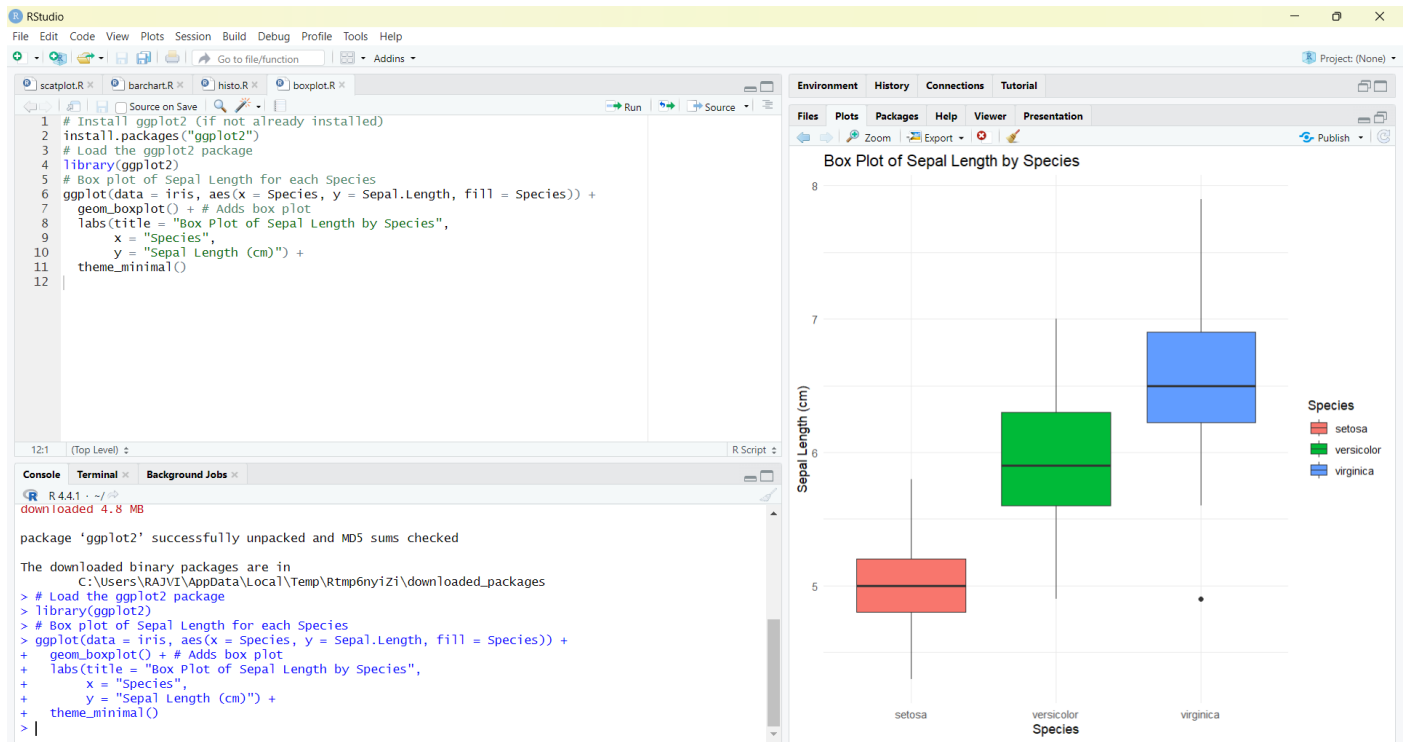 RStudio
File Edit Code View Plots Session Build Debug Profile Tools Help
Go to file/function
Addins
Project: (None)
scatplot.R
barchart.R
histo.R
boxplot.R
Source on Save
Run
Source
1 # Install ggplot2 (if not already installed)
2 install.packages("ggplot2")
3 # Load the ggplot2 package
4 library(ggplot2)
5 # Box plot of Sepal Length for each Species
6 ggplot(data = iris, aes(x = Species, y = Sepal.Length, fill = Species)) +
7   geom_boxplot() + # Adds box plot
8   labs(title = "Box Plot of Sepal Length by Species",
9        x = "Species",
10        y = "Sepal Length (cm)") +
11   theme_minimal()
12
12:1 (Top Level) R Script
Console Terminal Background Jobs
R 4.4.1 · ~/
downloaded 4.8 MB
package ‘ggplot2’ successfully unpacked and MD5 sums checked
The downloaded binary packages are in
        C:\Users\RAJVI\AppData\Local\Temp\Rtmp6nyiZi\downloaded_packages
> # Load the ggplot2 package
> library(ggplot2)
> # Box plot of Sepal Length for each Species
> ggplot(data = iris, aes(x = Species, y = Sepal.Length, fill = Species)) +
+   geom_boxplot() + # Adds box plot
+   labs(title = "Box Plot of Sepal Length by Species",
+        x = "Species",
+        y = "Sepal Length (cm)") +
+   theme_minimal()
>
Environment History Connections Tutorial
Files Plots Packages Help Viewer Presentation
Zoom Export Publish
Box Plot of Sepal Length by Species
8
7
6
5
Sepal Length (cm)
setosa versicolor virginica
Species
Species
setosa
versicolor
virginica